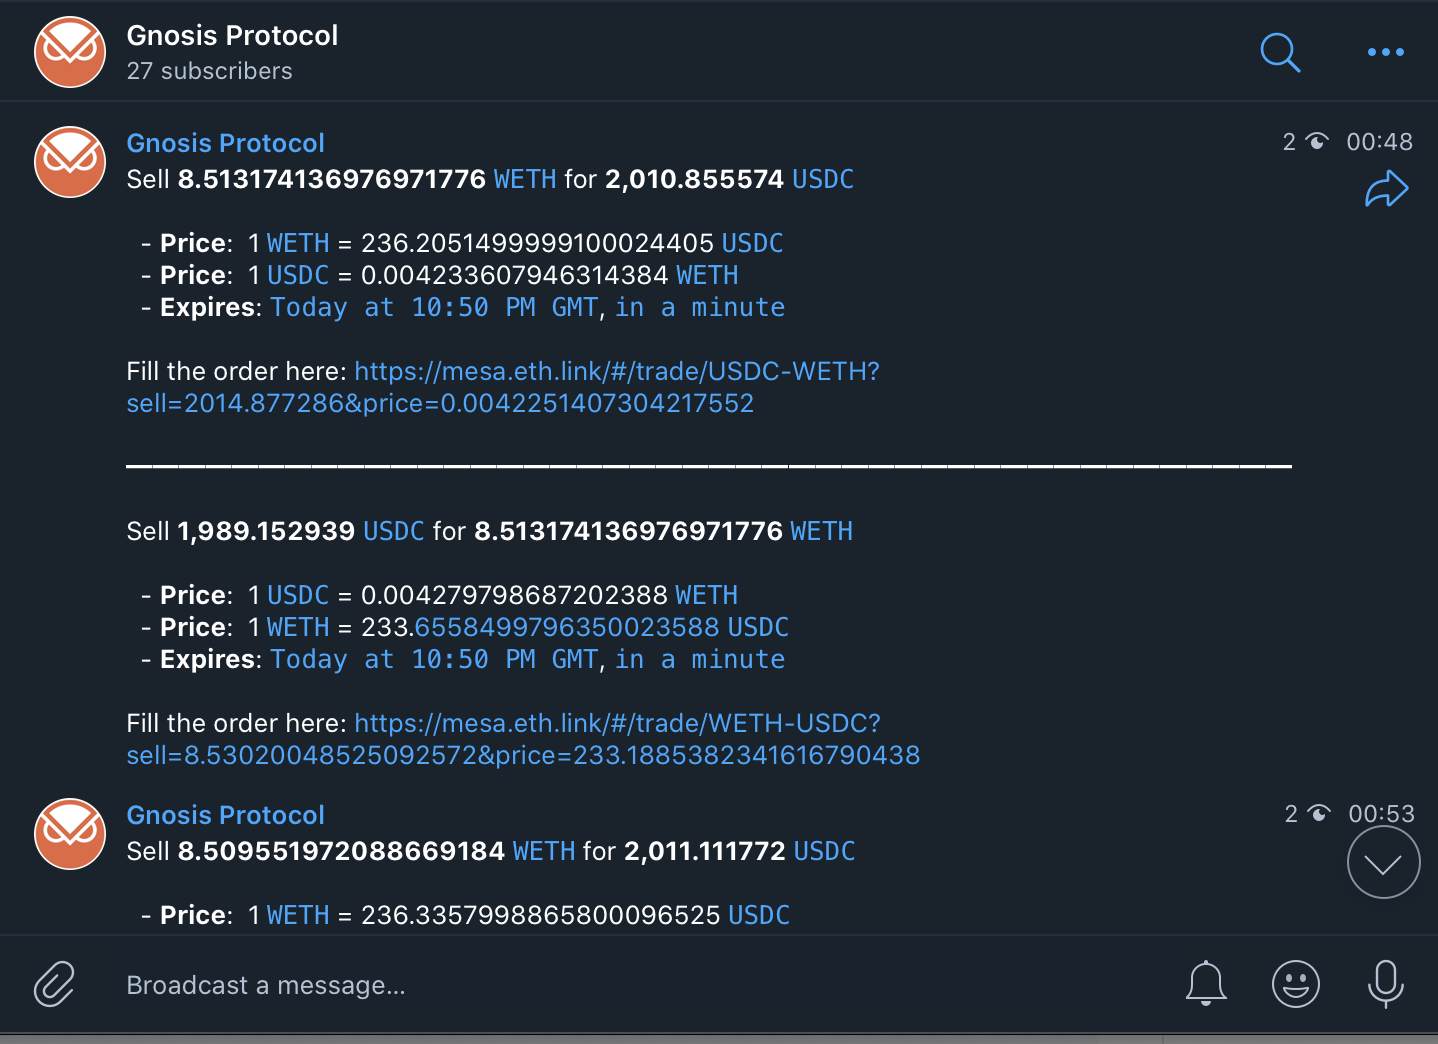 Gnosis Protocol
27 subscribers
Gnosis Protocol
2 00:48
Sell 8.513174136976971776 WETH for 2,010.855574 USDC
- Price: 1 WETH = 236.2051499999100024405 USDC
- Price: 1 USDC = 0.004233607946314384 WETH
- Expires: Today at 10:50 PM GMT, in a minute
Fill the order here: https://mesa.eth.link/#/trade/USDC-WETH?
sell=2014.877286&price=0.0042251407304217552
Sell 1,989.152939 USDC for 8.513174136976971776 WETH
- Price: 1 USDC = 0.004279798687202388 WETH
- Price: 1 WETH = 233.6558499796350023588 USDC
- Expires: Today at 10:50 PM GMT, in a minute
Fill the order here: https://mesa.eth.link/#/trade/WETH-USDC?
sell=8.530200485250925​72&price=233.1885382341616790438
Gnosis Protocol
2 00:53
Sell 8.509551972088669184 WETH for 2,011.111772 USDC
- Price: 1 WETH = 236.3357998865800096525 USDC
Broadcast a message...